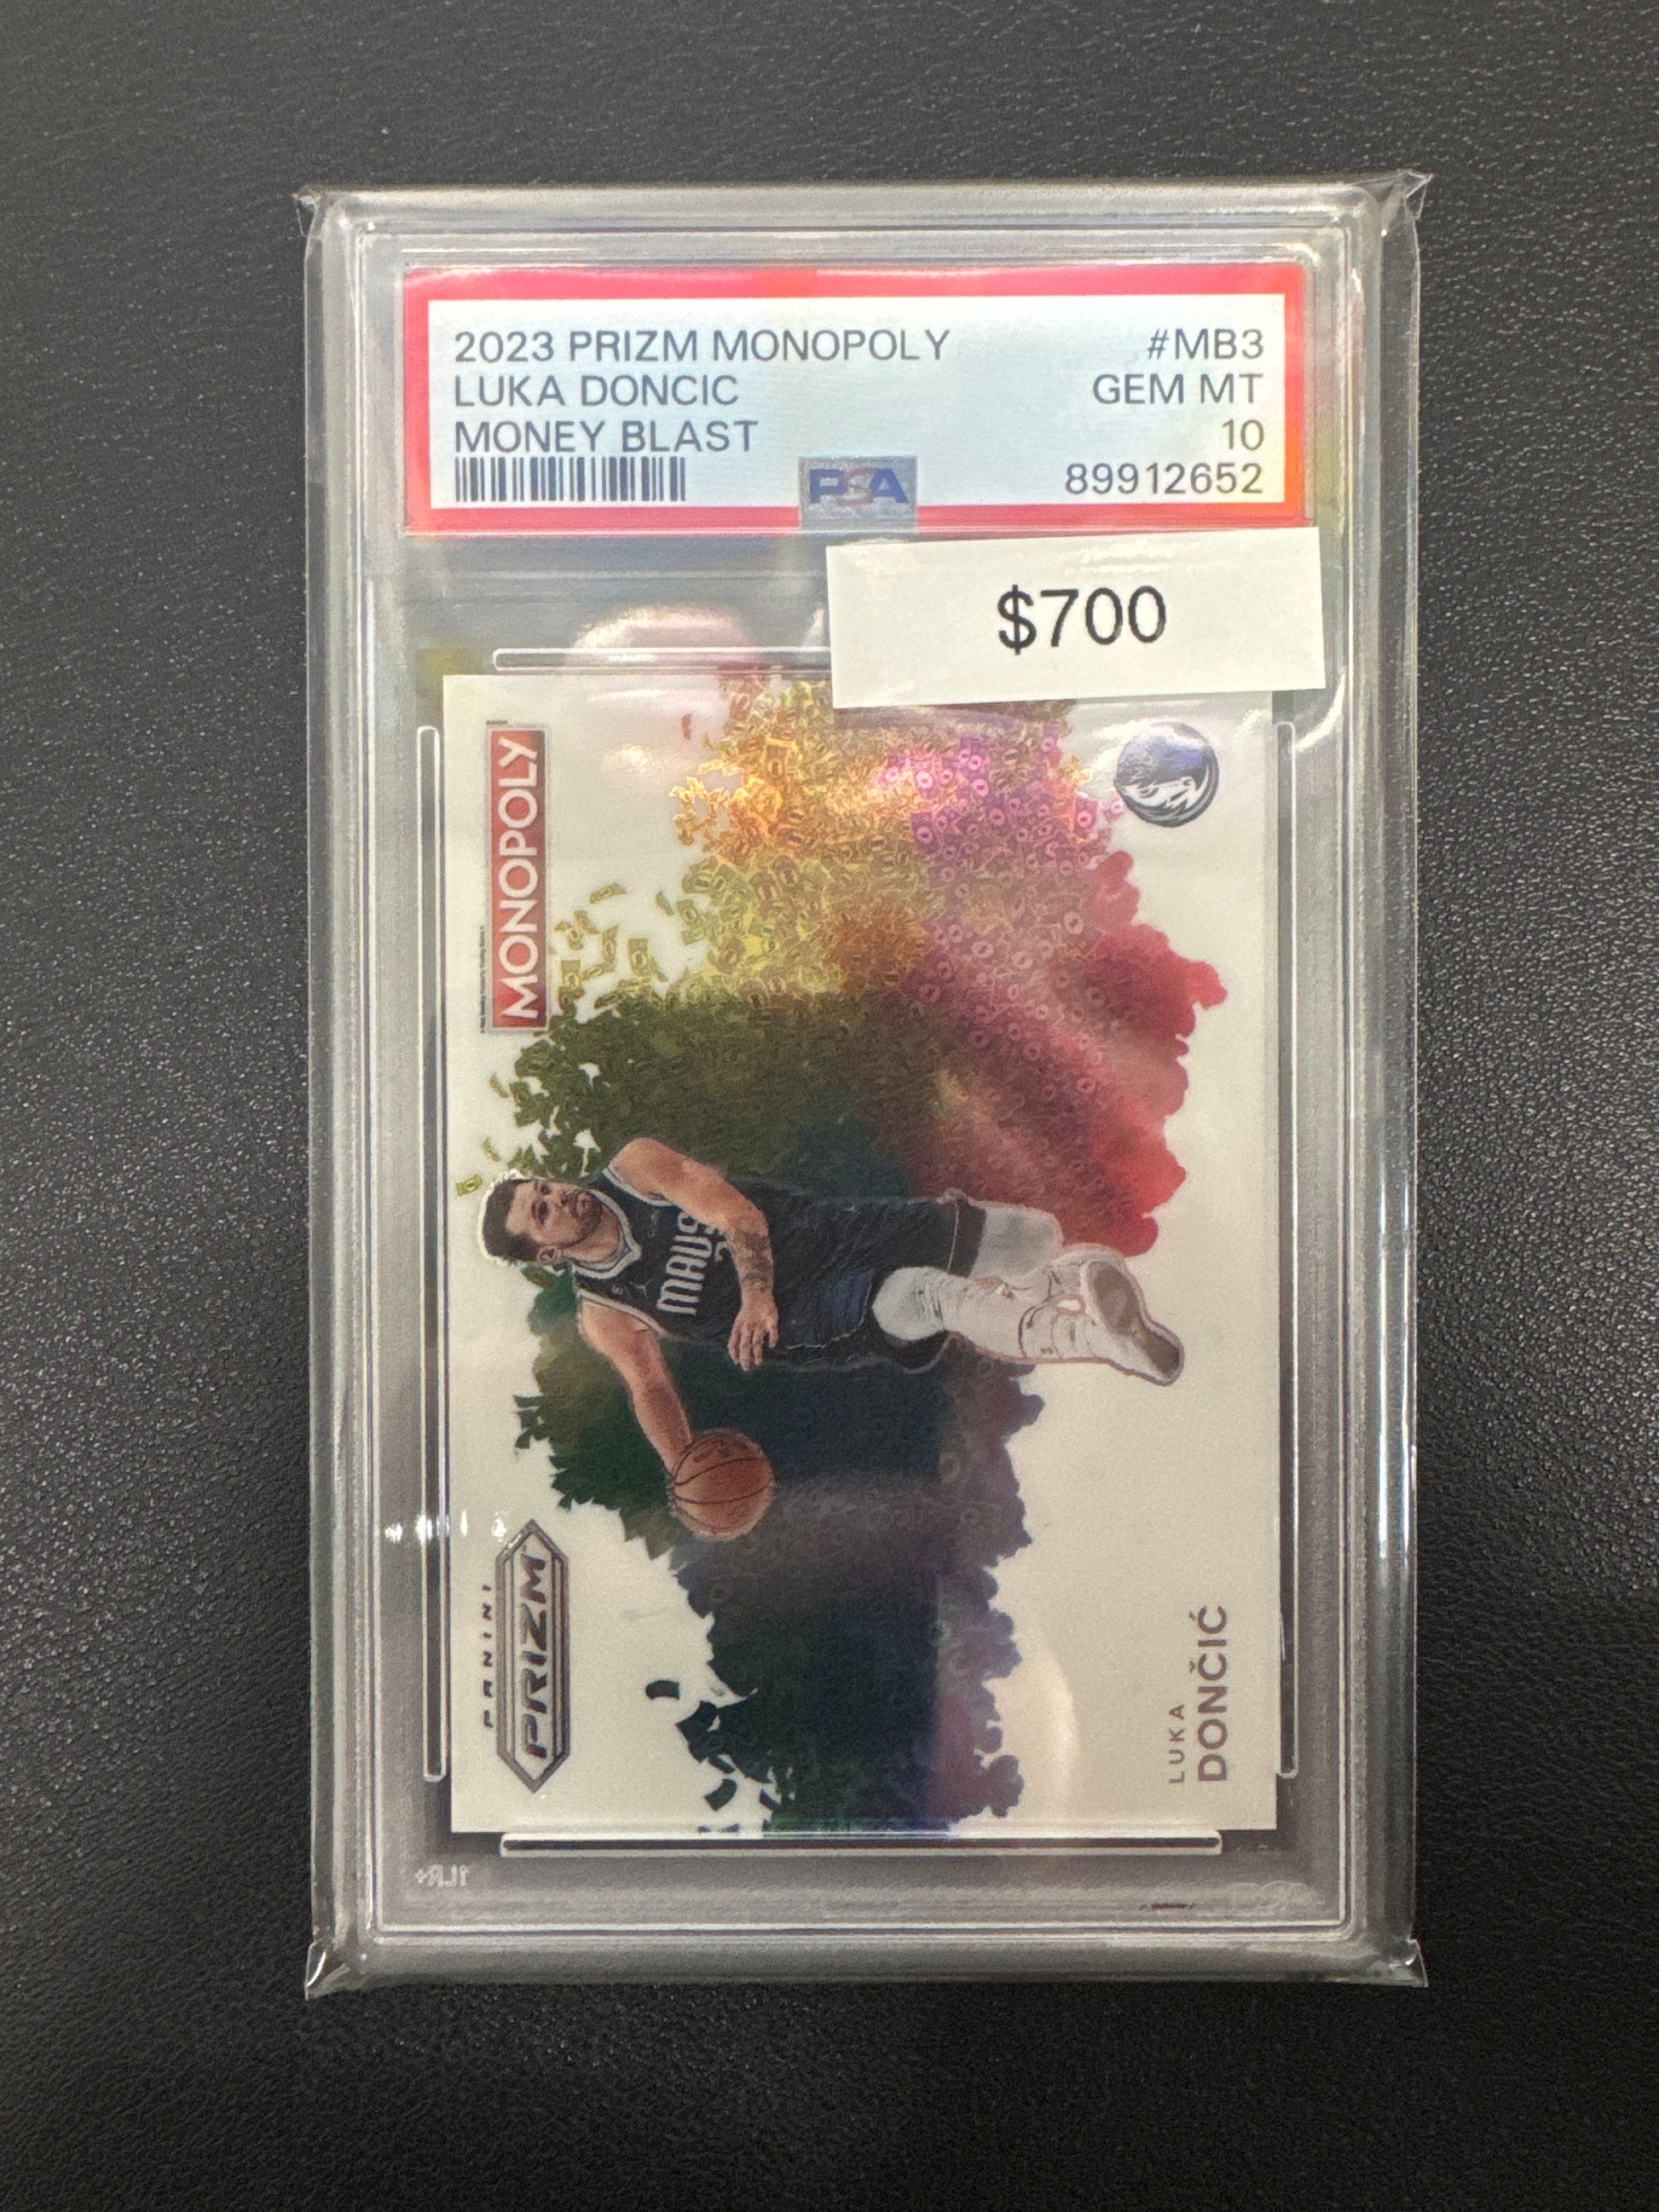 2023 PRIZM MONOPOLY #MB3
LUKA DONCIC GEM MT
MONEY BLAST 10
PSA 89912652
$700
MONOPOLY
MAVS
PANINI
PRIZM
LUKA
DONČIĆ
1LR+